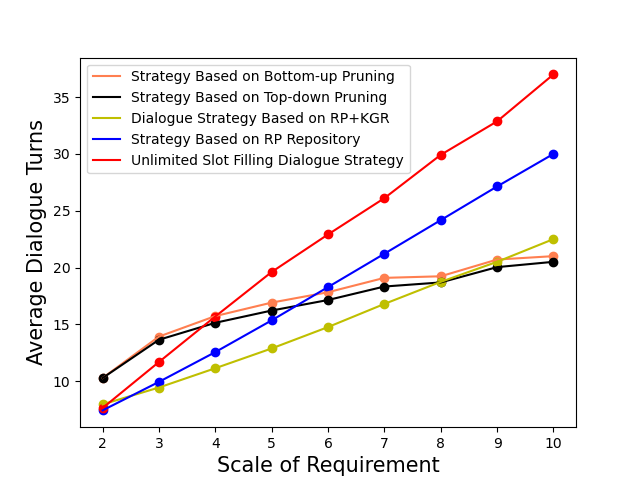 Strategy Based on Bottom-up Pruning
Strategy Based on Top-down Pruning
Dialogue Strategy Based on RP+KGR
Strategy Based on RP Repository
Unlimited Slot Filling Dialogue Strategy
Average Dialogue Turns
35
30
25
20
15
10
2 3 4 5 6 7 8 9 10
Scale of Requirement